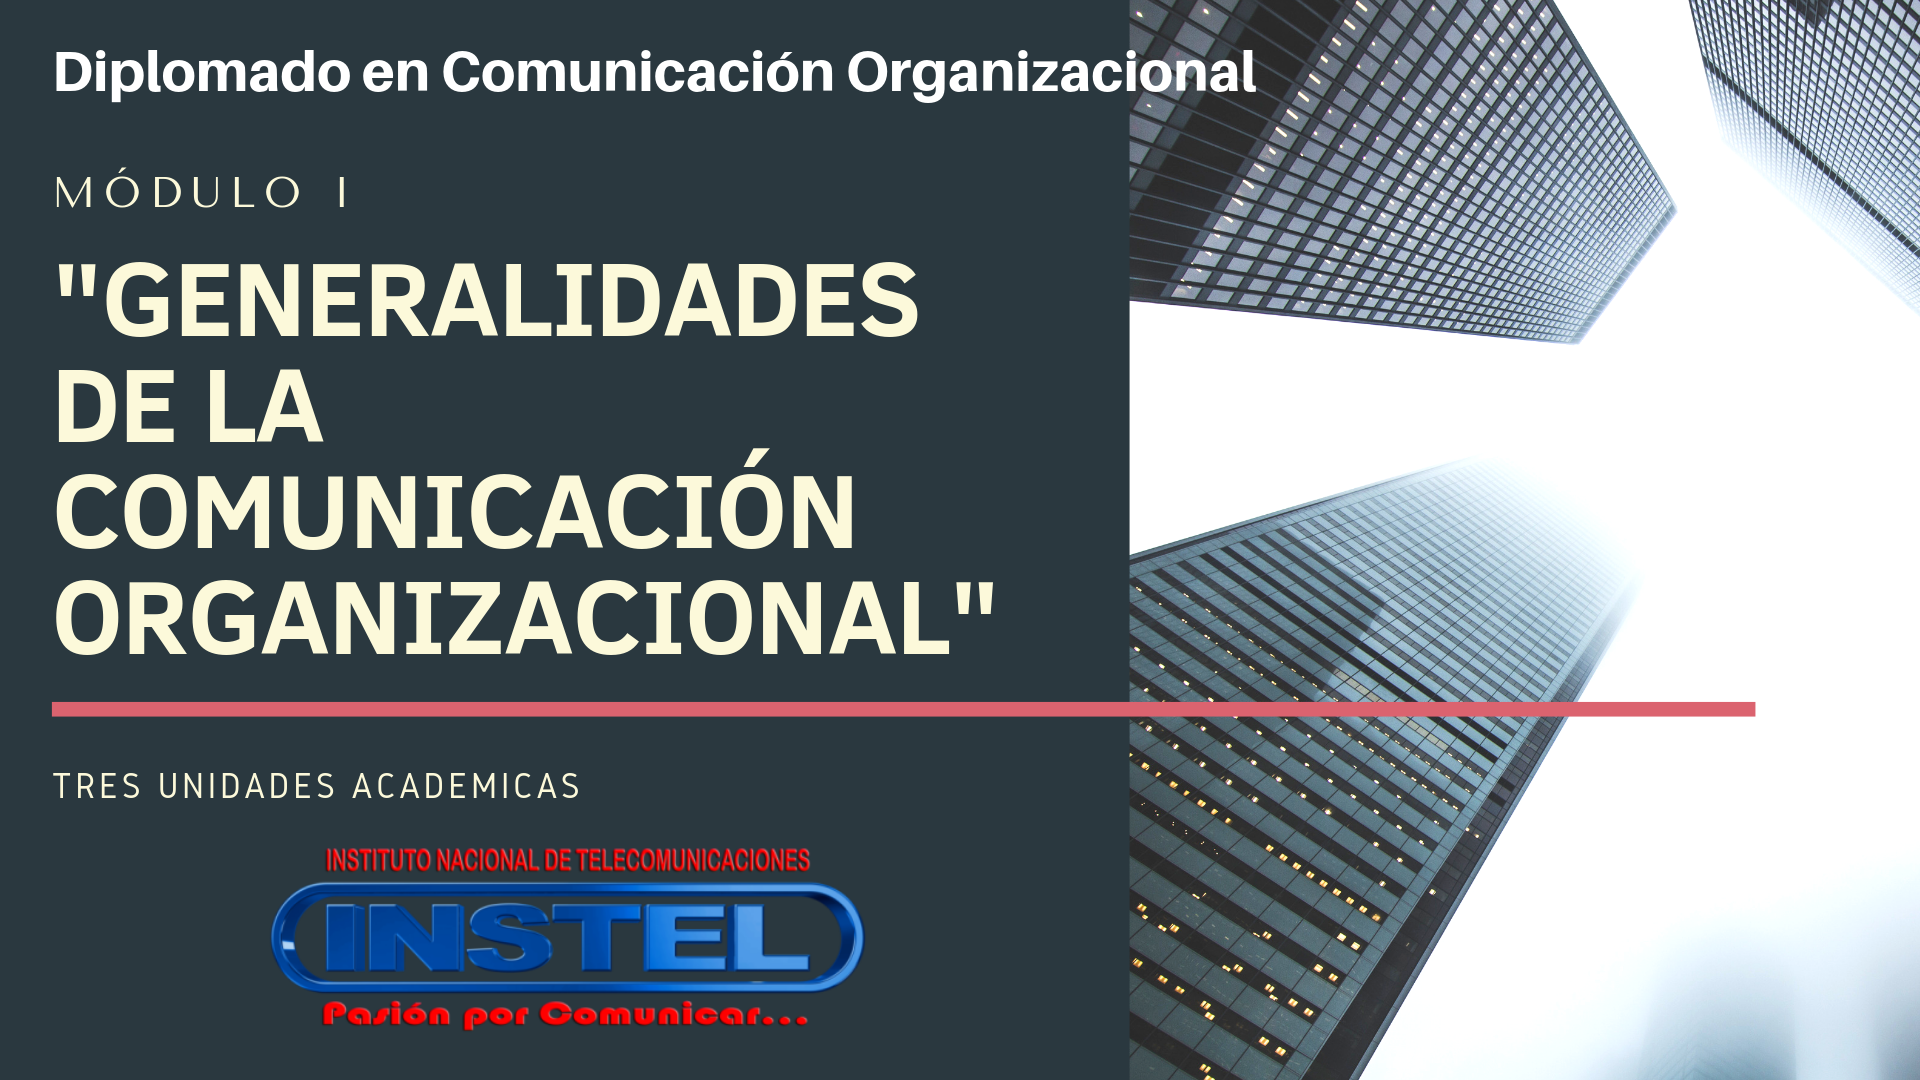 Diplomado en Comunicación Organizacional
MÓDULO I
"GENERALIDADES
DE LA
COMUNICACIÓN
ORGANIZACIONAL"
TRES UNIDADES ACADEMICAS
INSTITUTO NACIONAL DE TELECOMUNICACIONES
INSTEL
Pasión por Comunicar...